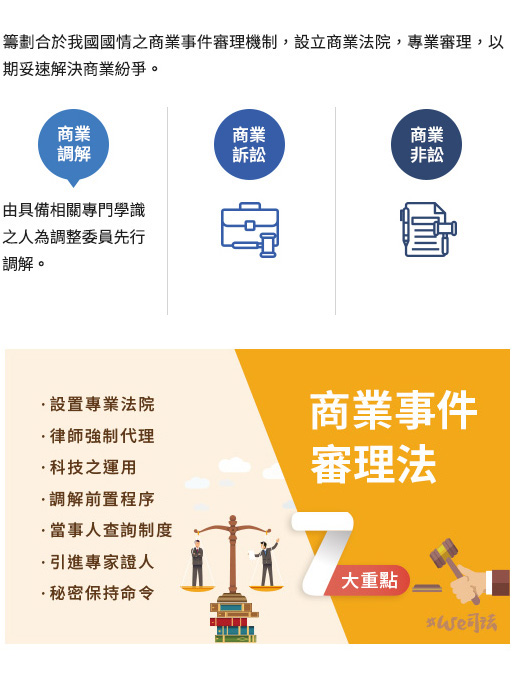 籌劃合於我國國情之商業事件審理機制，設立商業法院，專業審理，以
期妥速解決商業紛爭。
商業
調解
商業
訴訟
商業
非訟
由具備相關專門學識
之人為調整委員先行
調解。
·設置專業法院
·律師強制代理
·科技之運用
·調解前置程序
·當事人查詢制度
·引進專家證人
·秘密保持命令
商業事件
審理法
7
大重點